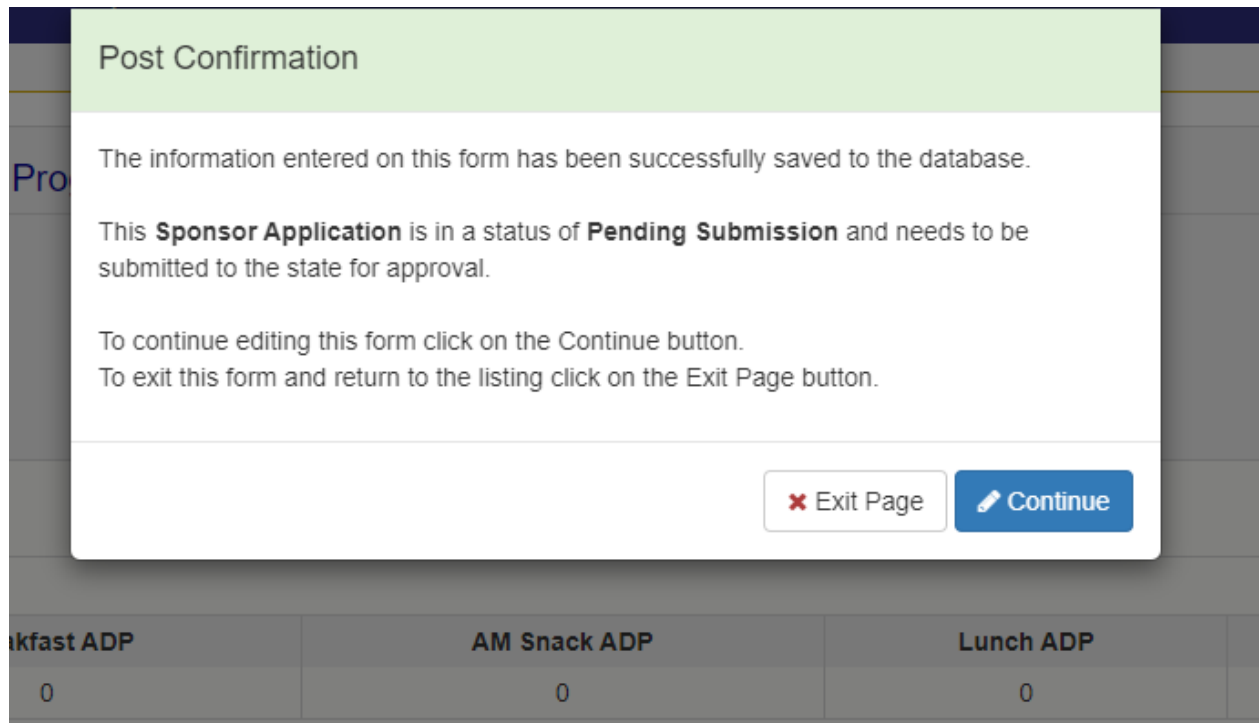 Post Confirmation
The information entered on this form has been successfully saved to the database.
This Sponsor Application is in a status of Pending Submission and needs to be
submitted to the state for approval.
To continue editing this form click on the Continue button.
To exit this form and return to the listing click on the Exit Page button.
Exit Page Continue
Pro
kfast ADP AM Snack ADP Lunch ADP
0 0 0